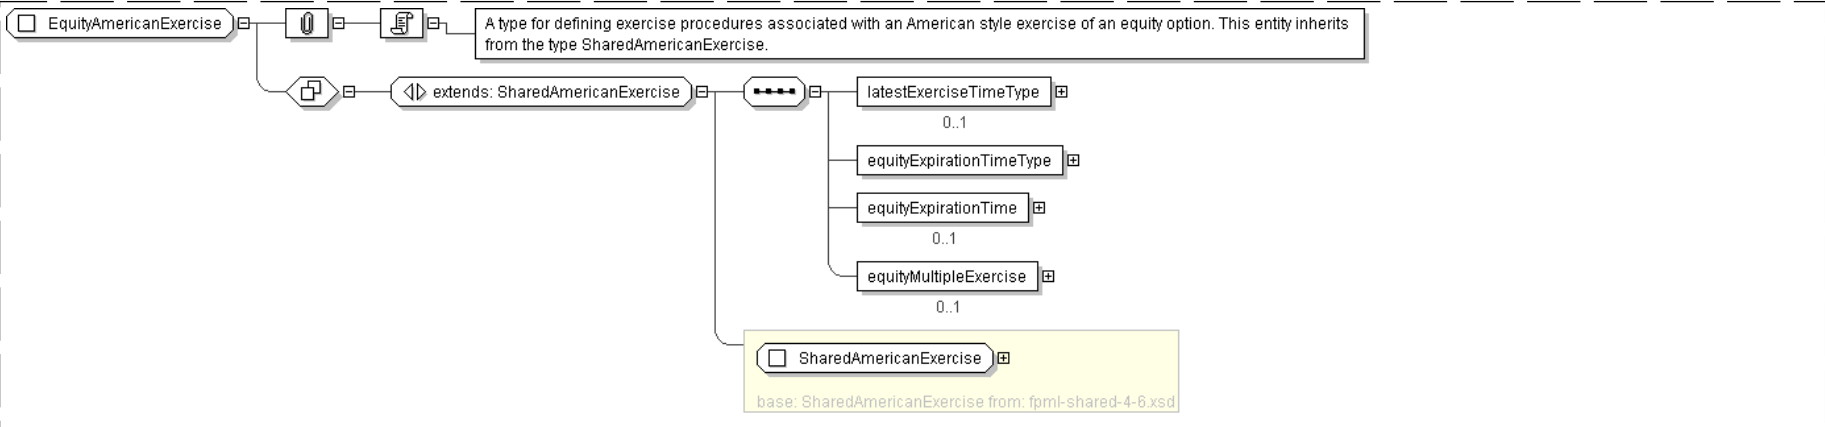 EquityAmericanExercise
A type for defining exercise procedures associated with an American style exercise of an equity option. This entity inherits
from the type SharedAmericanExercise.
extends: SharedAmericanExercise
latestExerciseTimeType
0..1
equityExpirationTimeType
equityExpirationTime
0..1
equityMultipleExercise
0..1
SharedAmericanExercise
base: SharedAmericanExercise from: fpml-shared-4-6.xsd